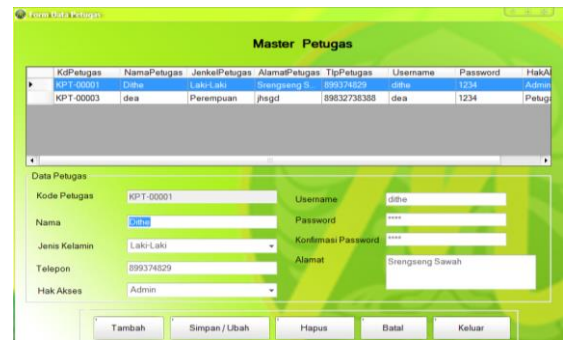 Form Data Petugas
Master Petugas
KdPetugas NamaPetugas JenkelPetugas AlamatPetugas TlpPetugas Username Password HakAl
KPT-00001 Dithe Laki-Laki Srengseng S... 899374829 dithe 1234 Admin
KPT-00003 dea Perempuan jhsgd 89832738388 dea 1234 Petuga
Data Petugas
Kode Petugas KPT-00001 Username dithe
Nama Dithe Password ****
Jenis Kelamin Laki-Laki Konfirmasi Password ****
Telepon 899374829 Alamat Srengseng Sawah
Hak Akses Admin
Tambah Simpan / Ubah Hapus Batal Keluar